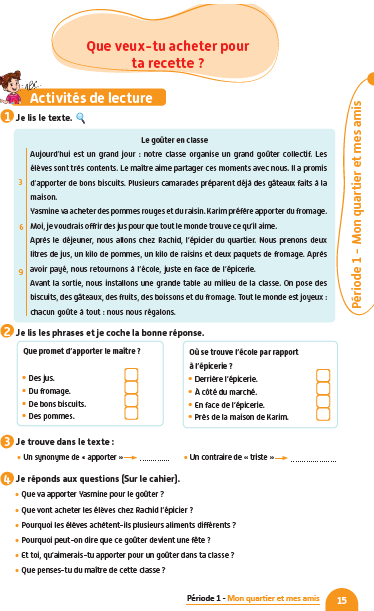 Que veux-tu acheter pour
ta recette ?
ABC
Activités de lecture
1 Je lis le texte.
Le goûter en classe
Aujourd'hui est un grand jour : notre classe organise un grand goûter collectif. Les
élèves sont très contents. Le maître aime partager ces moments avec nous. Il a promis
3 d'apporter de bons biscuits. Plusieurs camarades préparent déjà des gâteaux faits à la
maison.
Yasmine va acheter des pommes rouges et du raisin. Karim préfère apporter du fromage.
6 Moi, je voudrais offrir des jus pour que tout le monde trouve ce qu'il aime.
Après le déjeuner, nous allons chez Rachid, l'épicier du quartier. Nous prenons deux
litres de jus, un kilo de pommes, un kilo de raisins et deux paquets de fromage. Après
9 avoir payé, nous retournons à l'école, juste en face de l'épicerie.
Avant la sortie, nous installons une grande table au milieu de la classe. On pose des
biscuits, des gâteaux, des fruits, des boissons et du fromage. Tout le monde est joyeux :
chacun goûte à tout : nous nous régalons.
2 Je lis les phrases et je coche la bonne réponse.
Que promet d'apporter le maître ?
• Des jus.
• Du fromage.
• De bons biscuits.
• Des pommes.
Où se trouve l'école par rapport
à l'épicerie ?
• Derrière l'épicerie.
• À côté du marché.
• En face de l'épicerie.
• Près de la maison de Karim.
3 Je trouve dans le texte :
• Un synonyme de « apporter » → ............
• Un contraire de « triste » → ....................
4 Je réponds aux questions (Sur le cahier).
• Que va apporter Yasmine pour le goûter ?
• Que vont acheter les élèves chez Rachid l'épicier ?
• Pourquoi les élèves achètent-ils plusieurs aliments différents ?
• Pourquoi peut-on dire que ce goûter devient une fête ?
• Et toi, qu'aimerais-tu apporter pour un goûter dans ta classe ?
• Que penses-tu du maître de cette classe ?
Période 1 - Mon quartier et mes amis
Période 1 - Mon quartier et mes amis 15